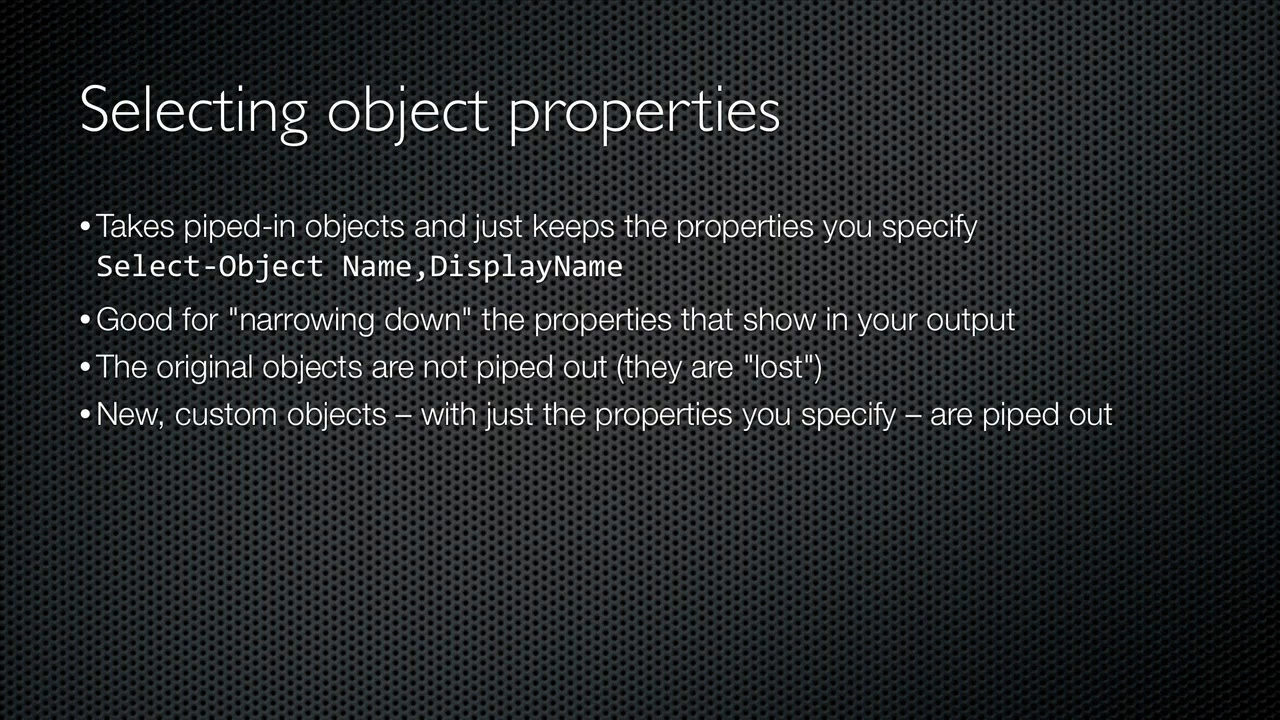 Selecting object properties
• Takes piped-in objects and just keeps the properties you specify
Select-Object Name,DisplayName
• Good for "narrowing down" the properties that show in your output
• The original objects are not piped out (they are "lost")
• New, custom objects – with just the properties you specify – are piped out